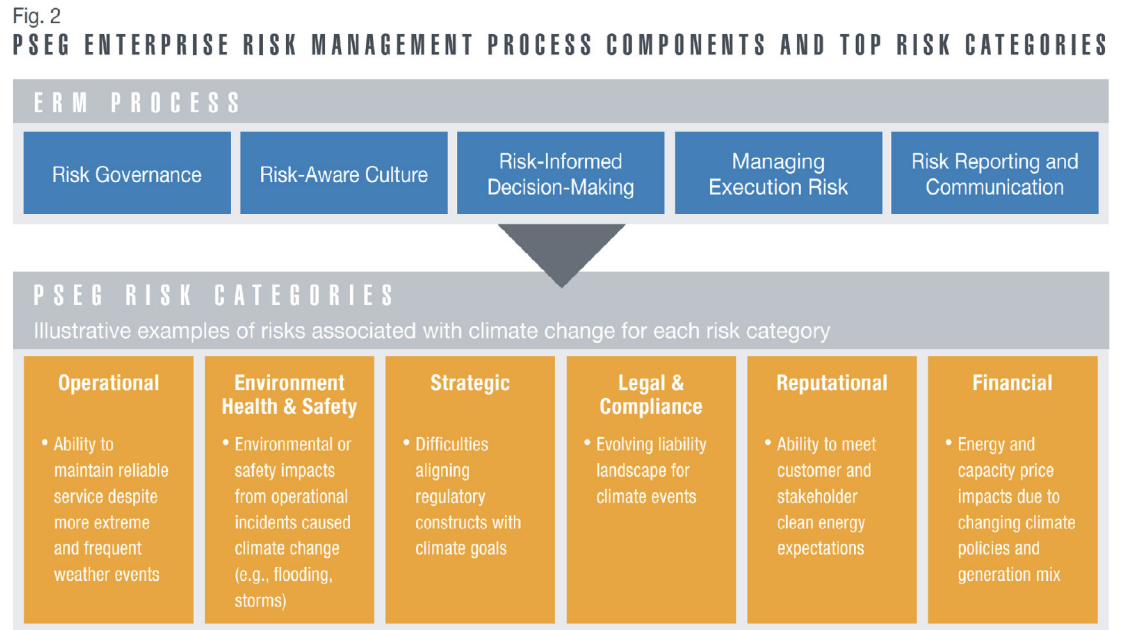 Fig. 2
PSEG ENTERPRISE RISK MANAGEMENT PROCESS COMPONENTS AND TOP RISK CATEGORIES
ERM PROCESS
Risk Governance
Risk-Aware Culture
Risk-Informed
Decision-Making
Managing
Execution Risk
Risk Reporting and
Communication
PSEG RISK CATEGORIES
Illustrative examples of risks associated with climate change for each risk category
Operational
• Ability to
maintain reliable
service despite
more extreme
and frequent
weather events
Environment
Health & Safety
• Environmental or
safety impacts
from operational
incidents caused
climate change
(e.g., flooding,
storms)
Strategic
• Difficulties
aligning
regulatory
constructs with
climate goals
Legal &
Compliance
• Evolving liability
landscape for
climate events
Reputational
• Ability to meet
customer and
stakeholder
clean energy
expectations
Financial
• Energy and
capacity price
impacts due to
changing climate
policies and
generation mix